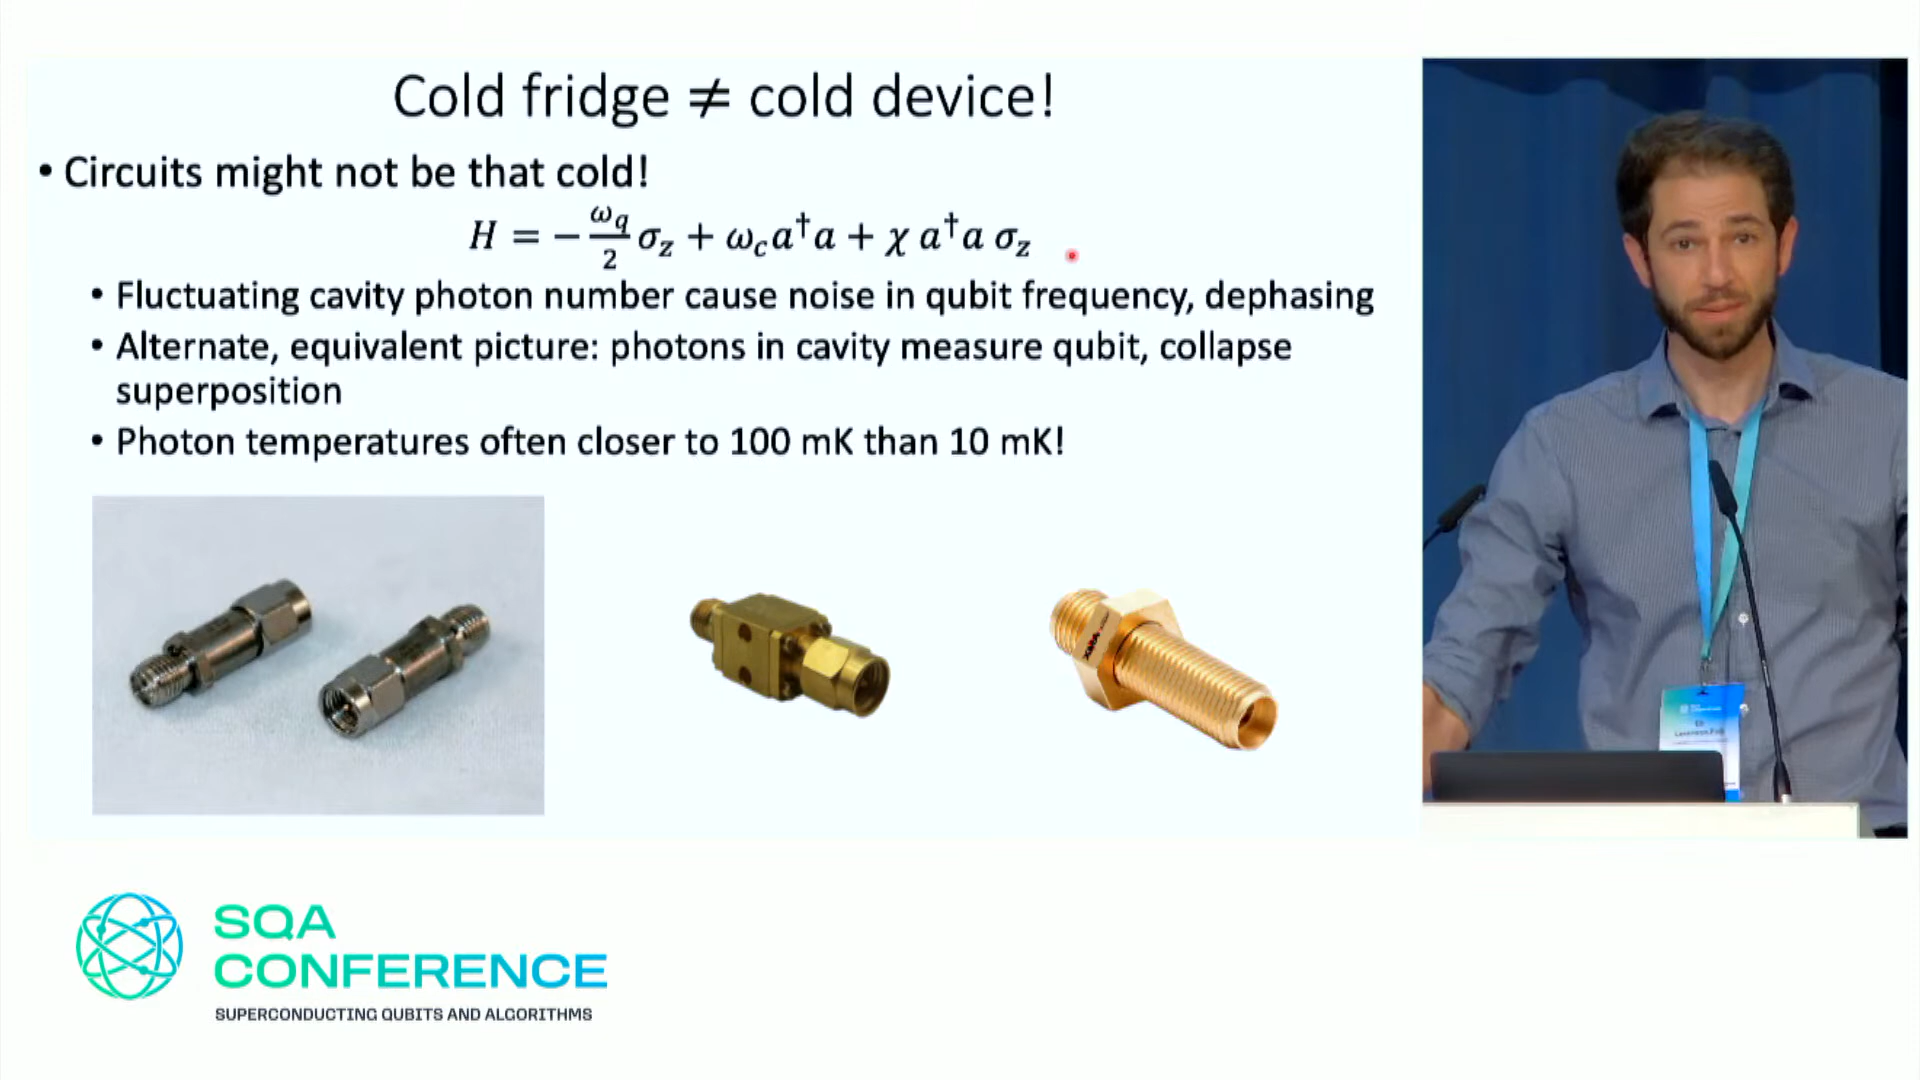 Cold fridge ≠ cold device!
• Circuits might not be that cold!
H = −ω_q/2 σ_z + ω_c a†a + χ a†a σ_z
• Fluctuating cavity photon number cause noise in qubit frequency, dephasing
• Alternate, equivalent picture: photons in cavity measure qubit, collapse
superposition
• Photon temperatures often closer to 100 mK than 10 mK!
SQA
CONFERENCE
SUPERCONDUCTING QUBITS AND ALGORITHMS